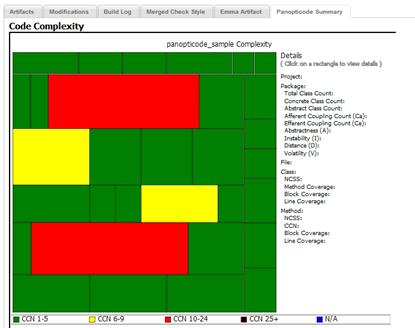 Artifacts Modifications Build Log Merged Check Style Emma Artifact Panopticode Summary
Code Complexity
panopticode_sample Complexity
Details
( Click on a rectangle to view details )
Project:
Package:
Total Class Count:
Concrete Class Count:
Abstract Class Count:
Afferent Coupling Count (Ca):
Efferent Coupling Count (Ce):
Abstractness (A):
Instability (I):
Distance (D):
Volatility (V):
File:
Class:
NCSS:
Method Coverage:
Block Coverage:
Line Coverage:
Method:
NCSS:
CCN:
Block Coverage:
Line Coverage:
CCN 1-5 CCN 6-9 CCN 10-24 CCN 25+ N/A